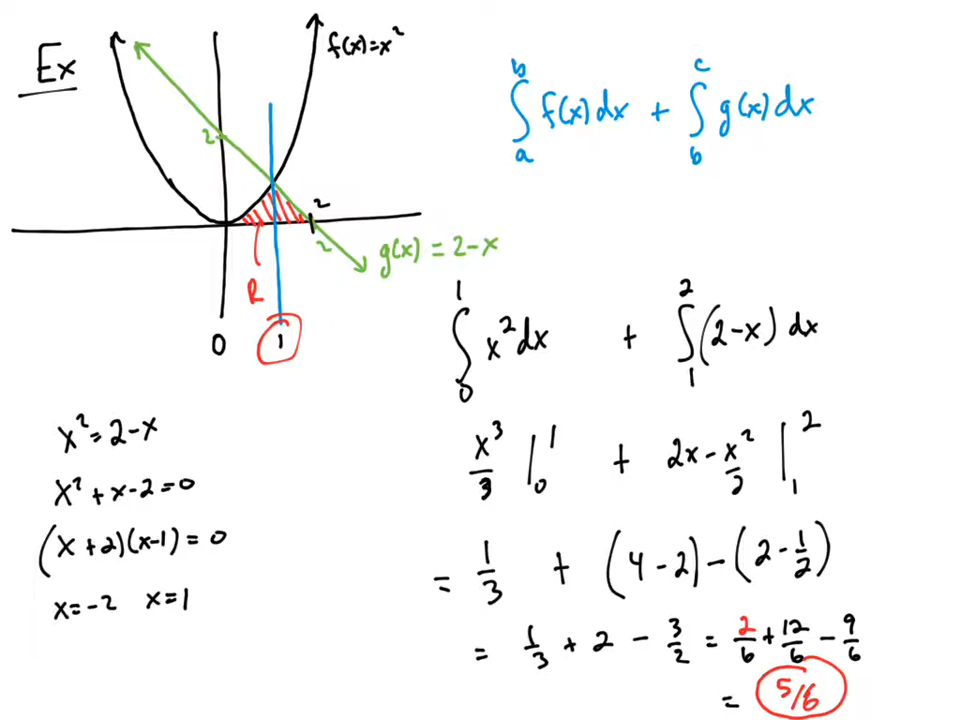 Ex
f(x)=x²
2
2
2
g(x) = 2-x
R
0 1
∫_a^b f(x)dx + ∫_b^c g(x)dx
∫_0^1 x²dx + ∫_1^2 (2-x) dx
x³/3 |_0^1 + 2x - x²/2 |_1^2
= 1/3 + (4-2) - (2-1/2)
= 1/3 + 2 - 3/2 = 2/6 + 12/6 - 9/6
= 5/6
x² = 2-x
x² + x-2=0
(x+2)(x-1) = 0
x=-2 x=1